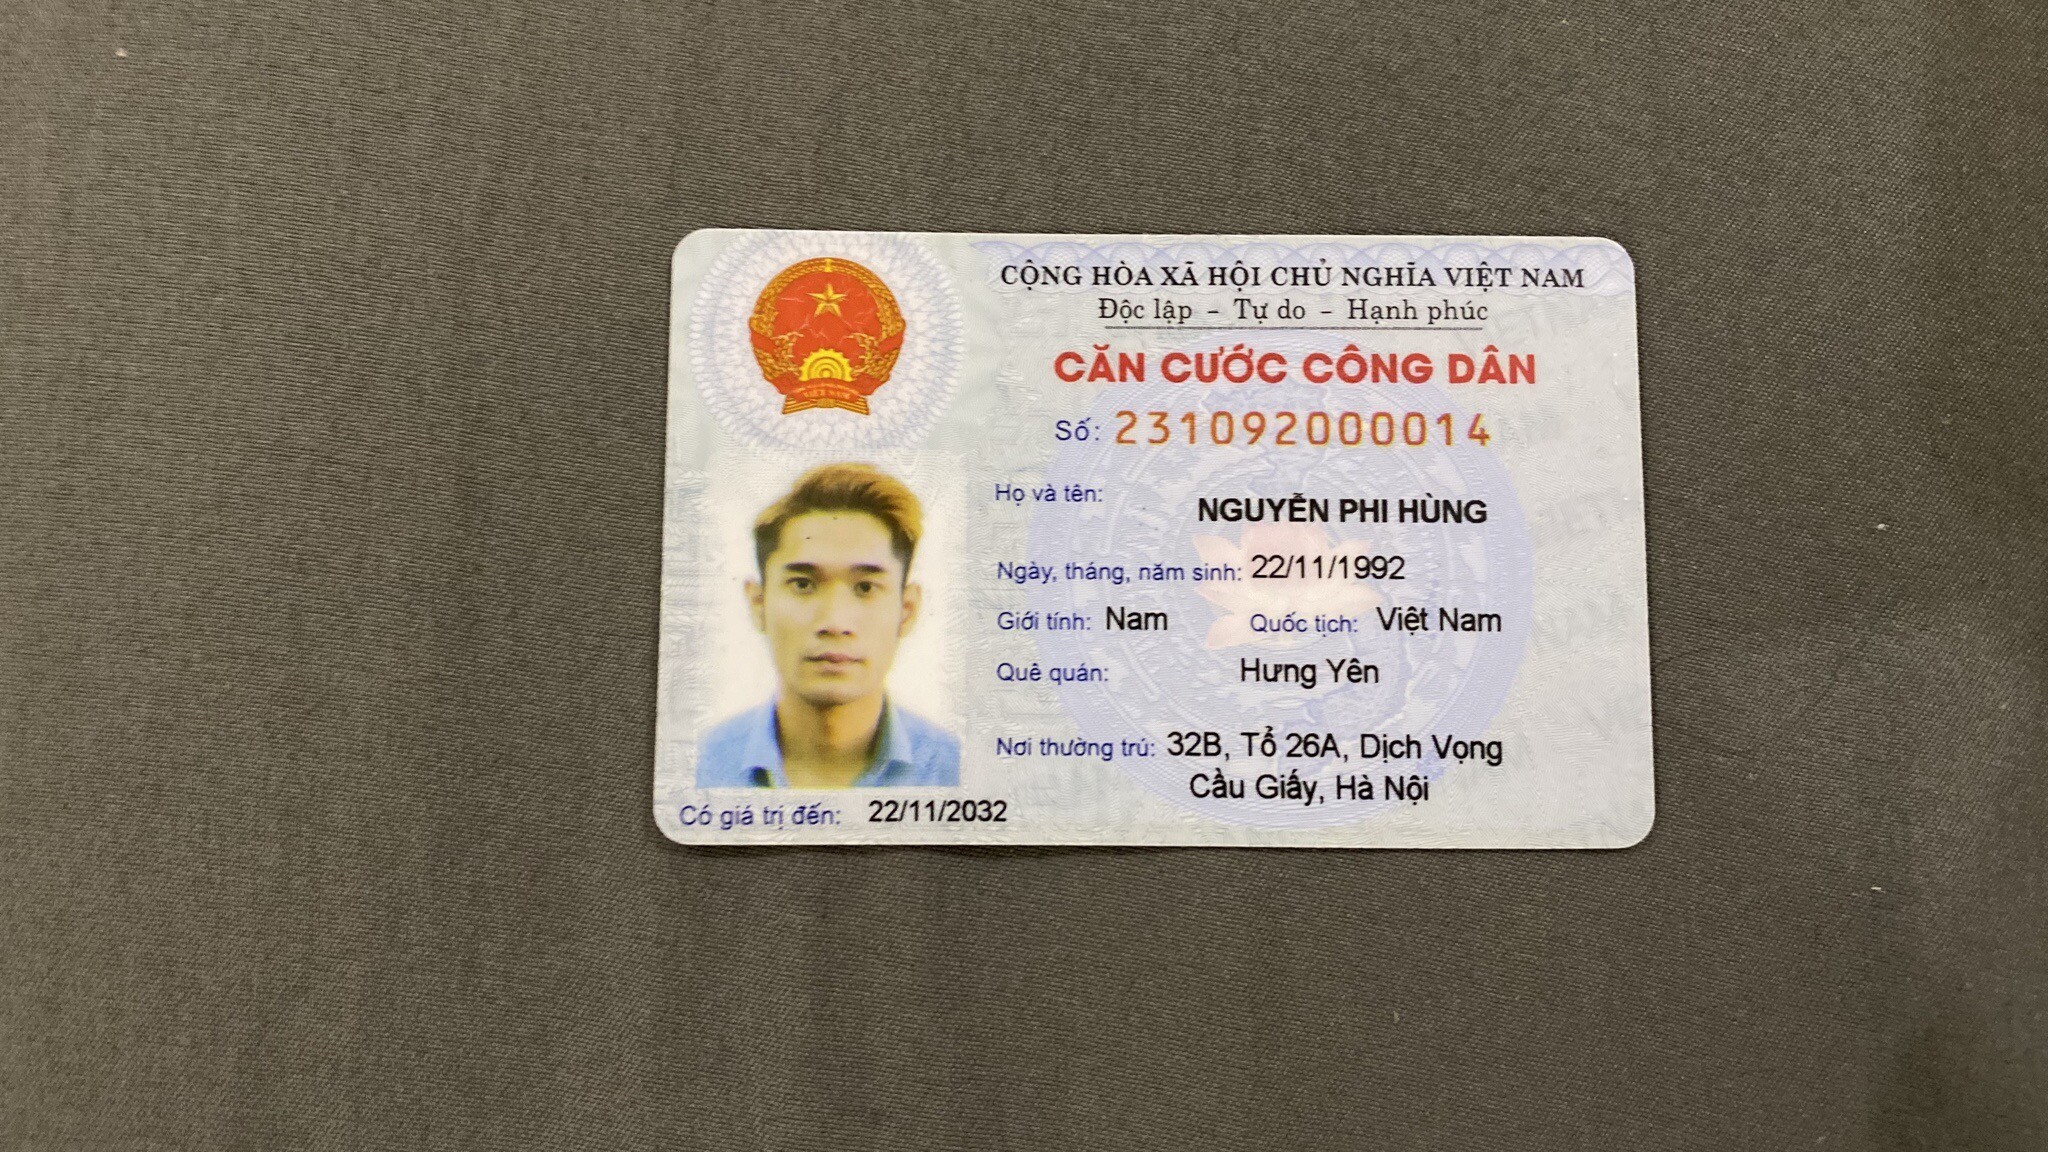 CỘNG HÒA XÃ HỘI CHỦ NGHĨA VIỆT NAM
Độc lập – Tự do – Hạnh phúc
CĂN CƯỚC CÔNG DÂN
Số: 231092000014
Họ và tên: NGUYỄN PHI HÙNG
Ngày, tháng, năm sinh: 22/11/1992
Giới tính: Nam Quốc tịch: Việt Nam
Quê quán: Hưng Yên
Nơi thường trú: 32B, Tổ 26A, Dịch Vọng
Cầu Giấy, Hà Nội
Có giá trị đến: 22/11/2032
VIỆT NAM